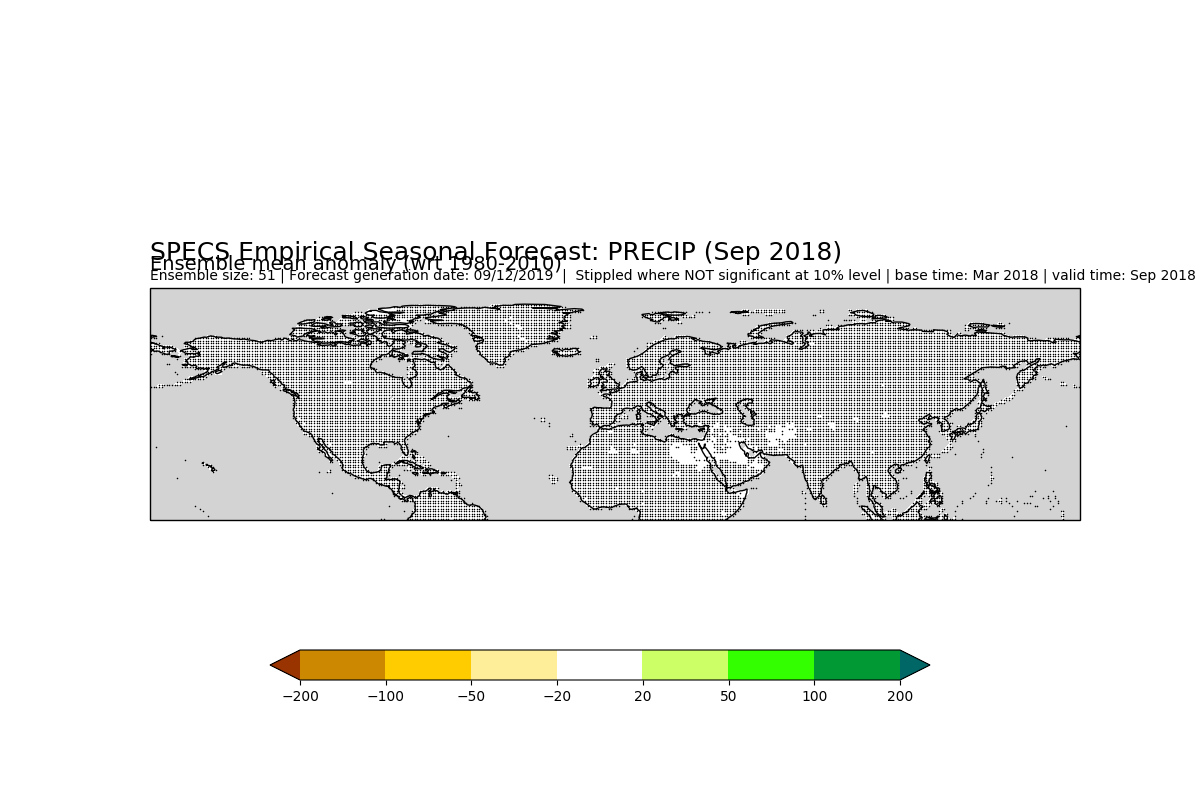 SPECS Empirical Seasonal Forecast: PRECIP (Sep 2018)
Ensemble mean anomaly (wrt 1980-2010)
Ensemble size: 51 | Forecast generation date: 09/12/2019 | Stippled where NOT significant at 10% level | base time: Mar 2018 | valid time: Sep 2018
−200 −100 −50 −20 20 50 100 200